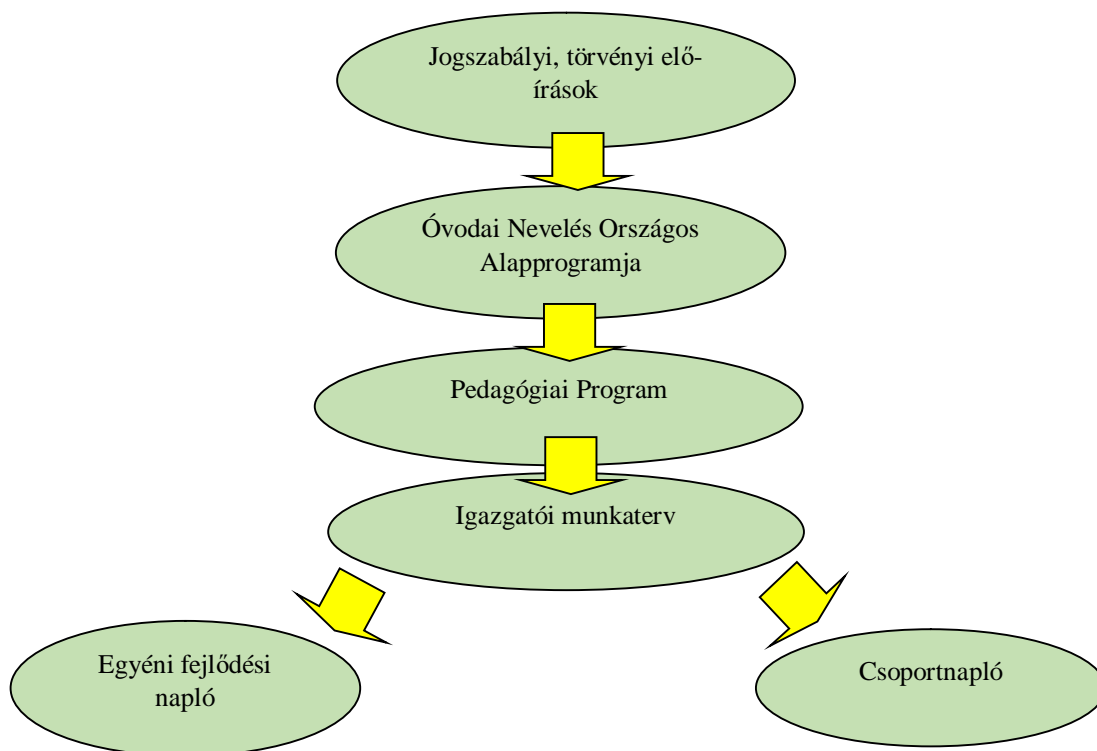 Jogszabályi, törvényi elő-
írások
Óvodai Nevelés Országos
Alapprogramja
Pedagógiai Program
Igazgatói munkaterv
Egyéni fejlődési
napló
Csoportnapló